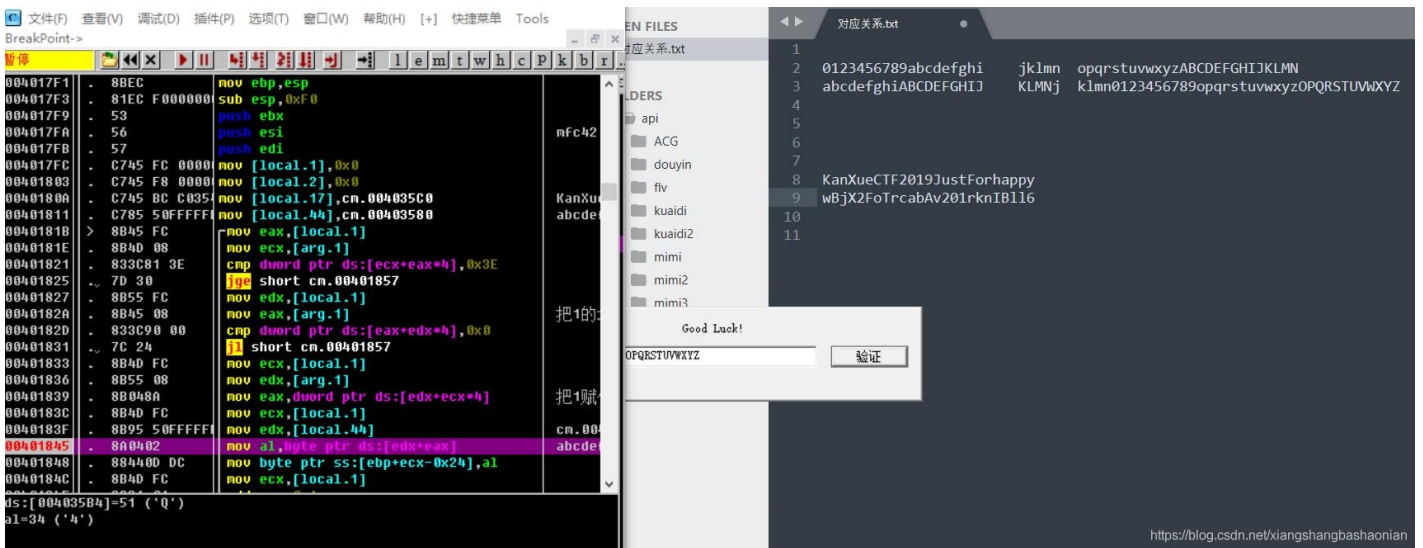 文件(F) 查看(V) 调试(D) 插件(P) 选项(T) 窗口(W) 帮助(H) [+] 快捷菜单 Tools
BreakPoint->
暂停 l e m t w h c P k b r
004017F1 . 8BEC mov ebp,esp
004017F3 . 81EC F000000 sub esp,0xF0
004017F9 . 53 push ebx
004017FA . 56 push esi mfc42
004017FB . 57 push edi
004017FC . C745 FC 0000 mov [local.1],0x0
00401803 . C745 F8 0000 mov [local.2],0x0
0040180A . C745 BC C035 mov [local.17],cm.004035C0 KanXu
00401811 . C785 50FFFFF mov [local.44],cm.00403580 abcde
0040181B > 8B45 FC mov eax,[local.1]
0040181E . 8B4D 08 mov ecx,[arg.1]
00401821 . 833C81 3E cmp dword ptr ds:[ecx+eax*4],0x3E
00401825 . 7D 30 jge short cm.00401857
00401827 . 8B55 FC mov edx,[local.1]
0040182A . 8B45 08 mov eax,[arg.1] 把1的
0040182D . 833C90 00 cmp dword ptr ds:[eax+edx*4],0x0
00401831 . 7C 24 jl short cm.00401857
00401833 . 8B4D FC mov ecx,[local.1]
00401836 . 8B55 08 mov edx,[arg.1]
00401839 . 8B048A mov eax,dword ptr ds:[edx+ecx*4] 把1赋
0040183C . 8B4D FC mov ecx,[local.1]
0040183F . 8B95 50FFFFF mov edx,[local.44] cm.00
00401845 . 8A0402 mov al,byte ptr ds:[edx+eax] abcde
00401848 . 88440D DC mov byte ptr ss:[ebp+ecx-0x24],al
0040184C . 8B4D FC mov ecx,[local.1]
ds:[004035B4]=51 ('Q')
al=34 ('4')
EN FILES
对应关系.txt
LDERS
api
ACG
douyin
flv
kuaidi
kuaidi2
mimi
mimi2
mimi3
Good Luck!
OPQRSTUVWXYZ 验证
对应关系.txt
1
2 0123456789abcdefghi jklmn opqrstuvwxyzABCDEFGHIJKLMN
3 abcdefghiABCDEFGHIJ KLMNj klmn0123456789opqrstuvwxyzOPQRSTUVWXYZ
4
5
6
7
8 KanXueCTF2019JustForhappy
9 wBjX2FoTrcabAv201rknIBll6
10
11
https://blog.csdn.net/xiangshangbashaonian